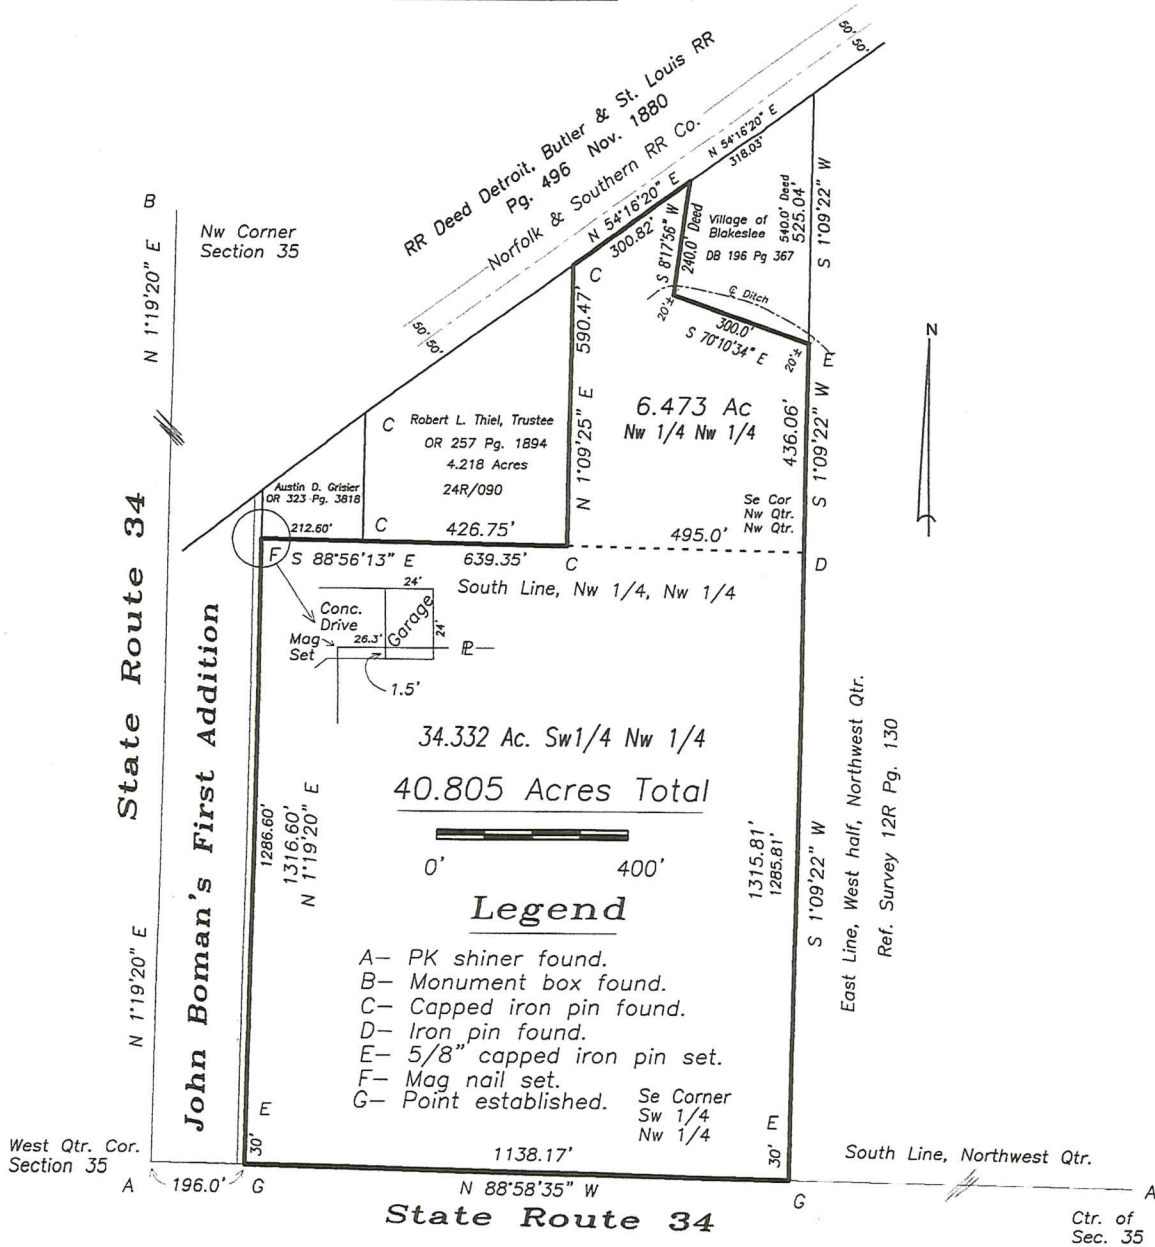 50' 50'
RR Deed Detroit, Butler & St. Louis RR
Pg. 496 Nov. 1880
Norfolk & Southern RR Co.
N 54°16'20" E
318.03'
N 54°16'20" E
300.82'
B
Nw Corner
Section 35
N 1°19'20" E
50' 50'
C
S 8°17'56" W
240.0' Deed
Village of
Blakeslee
DB 196 Pg 367
540.0' Deed
525.04'
S 1°09'22" W
℄ Ditch
20'±
300.0'
S 70°10'34" E
20'±
E
N
590.47'
N 1°09'25" E
6.473 Ac
Nw 1/4 Nw 1/4
436.06'
S 1°09'22" W
C
Robert L. Thiel, Trustee
OR 257 Pg. 1894
4.218 Acres
24R/090
Austin D. Grisier
OR 323 Pg. 3818
212.60'
C
426.75'
Se Cor
Nw Qtr.
Nw Qtr.
495.0'
F
S 88°56'13" E
639.35'
C
D
South Line, Nw 1/4, Nw 1/4
24'
Conc.
Drive
Garage
24'
Mag
Set
26.3'
PL
1.5'
State Route 34
John Boman's First Addition
34.332 Ac. Sw1/4 Nw 1/4
40.805 Acres Total
0'
400'
1286.60'
1316.60'
N 1°19'20" E
1315.81'
1285.81'
S 1°09'22" W
East Line, West half, Northwest Qtr.
Ref. Survey 12R Pg. 130
Legend
A– PK shiner found.
B– Monument box found.
C– Capped iron pin found.
D– Iron pin found.
E– 5/8" capped iron pin set.
F– Mag nail set.
G– Point established.
Se Corner
Sw 1/4
Nw 1/4
N 1°19'20" E
E
30'
E
30'
West Qtr. Cor.
Section 35
1138.17'
South Line, Northwest Qtr.
A
196.0'
G
N 88°58'35" W
G
A
State Route 34
Ctr. of
Sec. 35